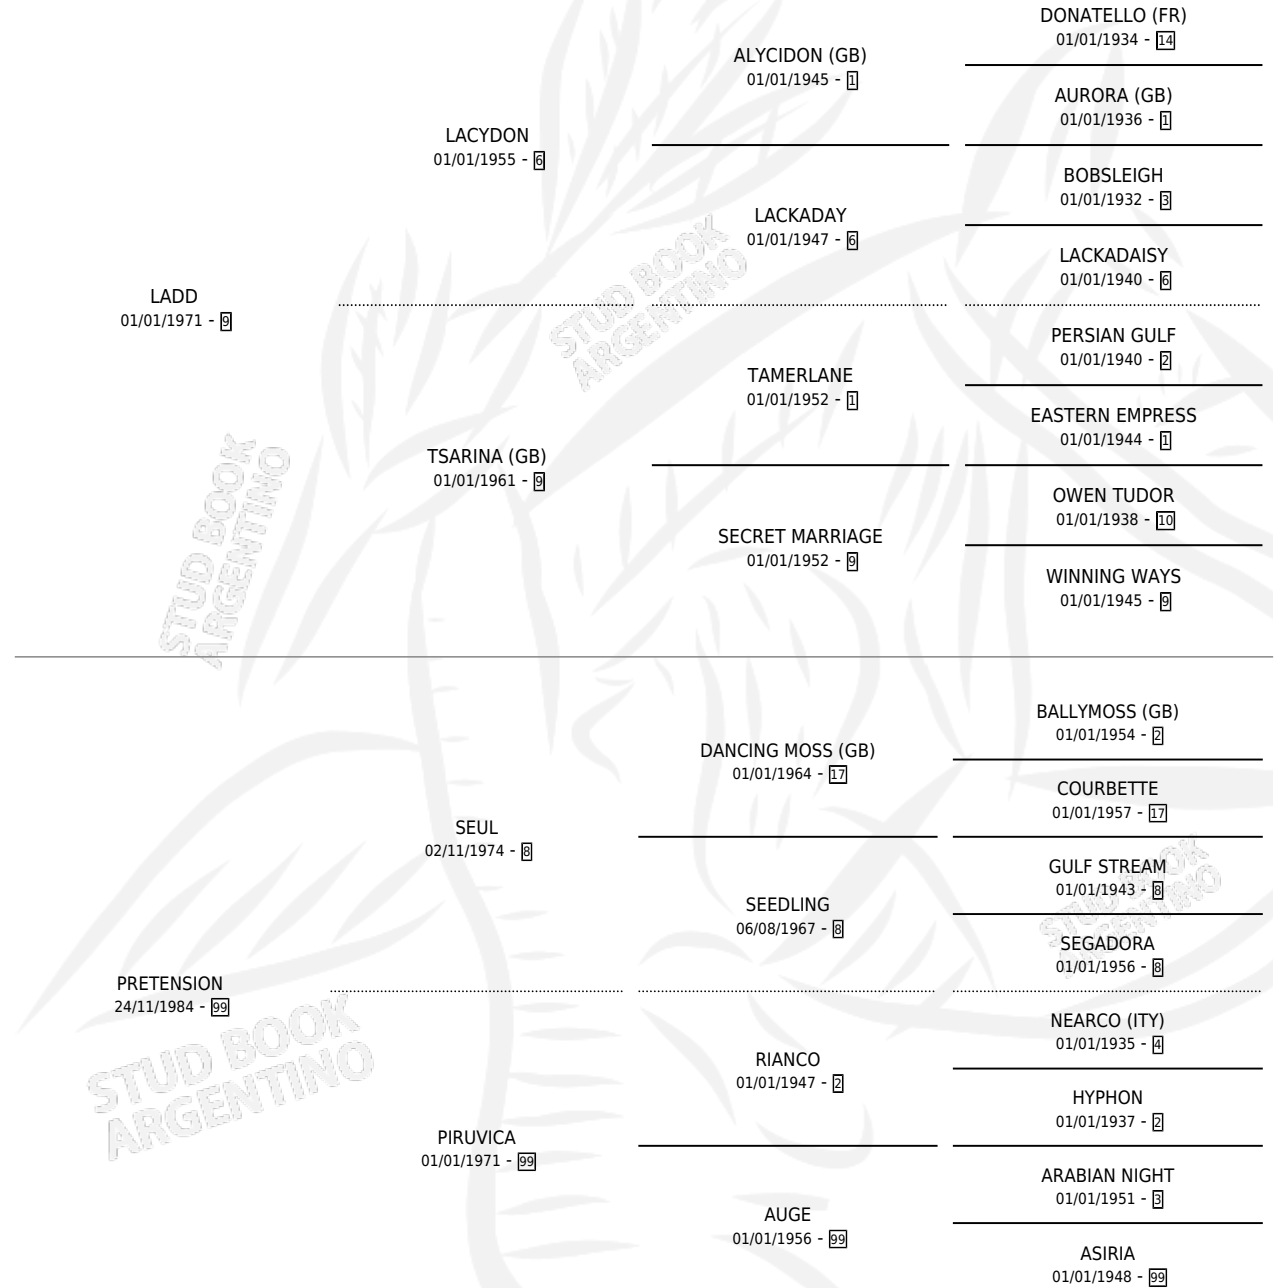 DONATELLO (FR)
01/01/1934 - 14
ALYCIDON (GB)
01/01/1945 - 1
AURORA (GB)
01/01/1936 - 1
LACYDON
01/01/1955 - 6
BOBSLEIGH
01/01/1932 - 3
LACKADAY
01/01/1947 - 6
LACKADAISY
01/01/1940 - 6
LADD
01/01/1971 - 9
PERSIAN GULF
01/01/1940 - 2
TAMERLANE
01/01/1952 - 1
EASTERN EMPRESS
01/01/1944 - 1
TSARINA (GB)
01/01/1961 - 9
OWEN TUDOR
01/01/1938 - 10
SECRET MARRIAGE
01/01/1952 - 9
WINNING WAYS
01/01/1945 - 9
BALLYMOSS (GB)
01/01/1954 - 2
DANCING MOSS (GB)
01/01/1964 - 17
COURBETTE
01/01/1957 - 17
SEUL
02/11/1974 - 8
GULF STREAM
01/01/1943 - 8
SEEDLING
06/08/1967 - 8
SEGADORA
01/01/1956 - 8
PRETENSION
24/11/1984 - 99
NEARCO (ITY)
01/01/1935 - 4
RIANCO
01/01/1947 - 2
HYPHON
01/01/1937 - 2
PIRUVICA
01/01/1971 - 99
ARABIAN NIGHT
01/01/1951 - 3
AUGE
01/01/1956 - 99
ASIRIA
01/01/1948 - 99
STUD BOOK
ARGENTINO
STUD BOOK
ARGENTINO
STUD BOOK
ARGENTINO
STUD BOOK
ARGENTINO